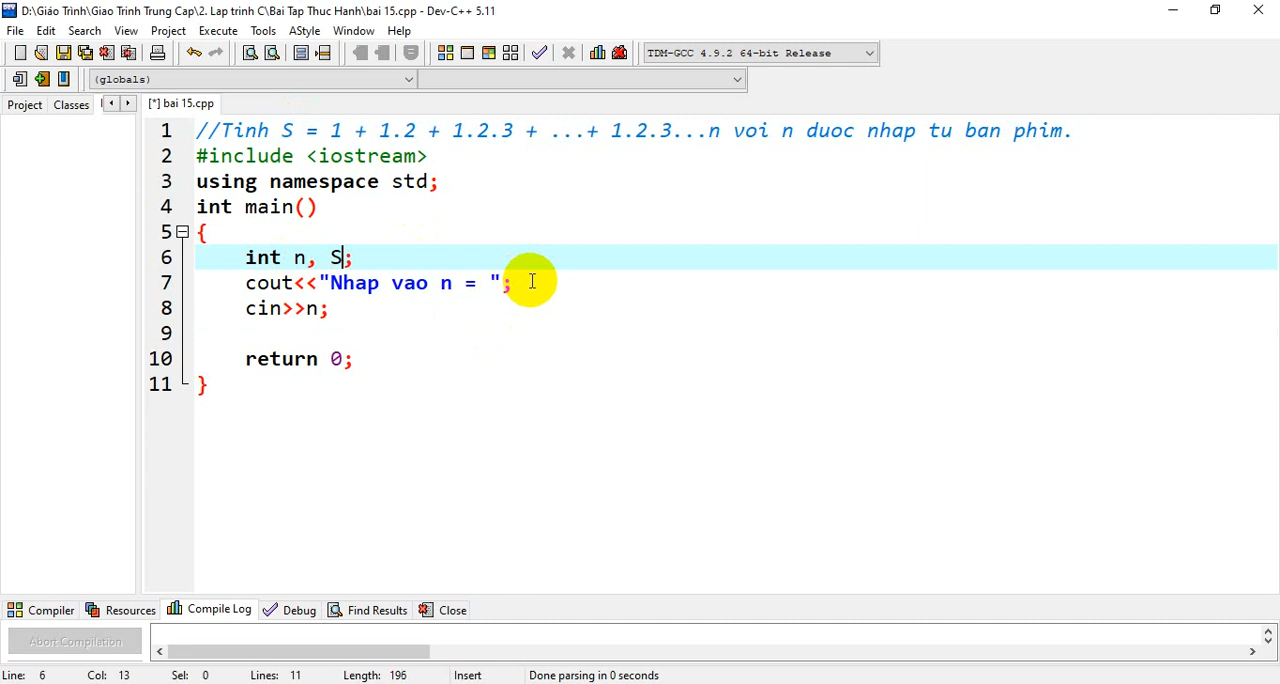 D:\Giáo Trình\Giao Trinh Trung Cap\2. Lap trinh C\Bai Tap Thuc Hanh\bai 15.cpp - Dev-C++ 5.11
File Edit Search View Project Execute Tools AStyle Window Help
TDM-GCC 4.9.2 64-bit Release
(globals)
Project Classes [*] bai 15.cpp
1 //Tinh S = 1 + 1.2 + 1.2.3 + ...+ 1.2.3...n voi n duoc nhap tu ban phim.
2 #include <iostream>
3 using namespace std;
4 int main()
5 {
6 int n, S;
7 cout<<"Nhap vao n = ";
8 cin>>n;
9
10 return 0;
11 }
Compiler Resources Compile Log Debug Find Results Close
Abort Compilation
Line: 6 Col: 13 Sel: 0 Lines: 11 Length: 196 Insert Done parsing in 0 seconds